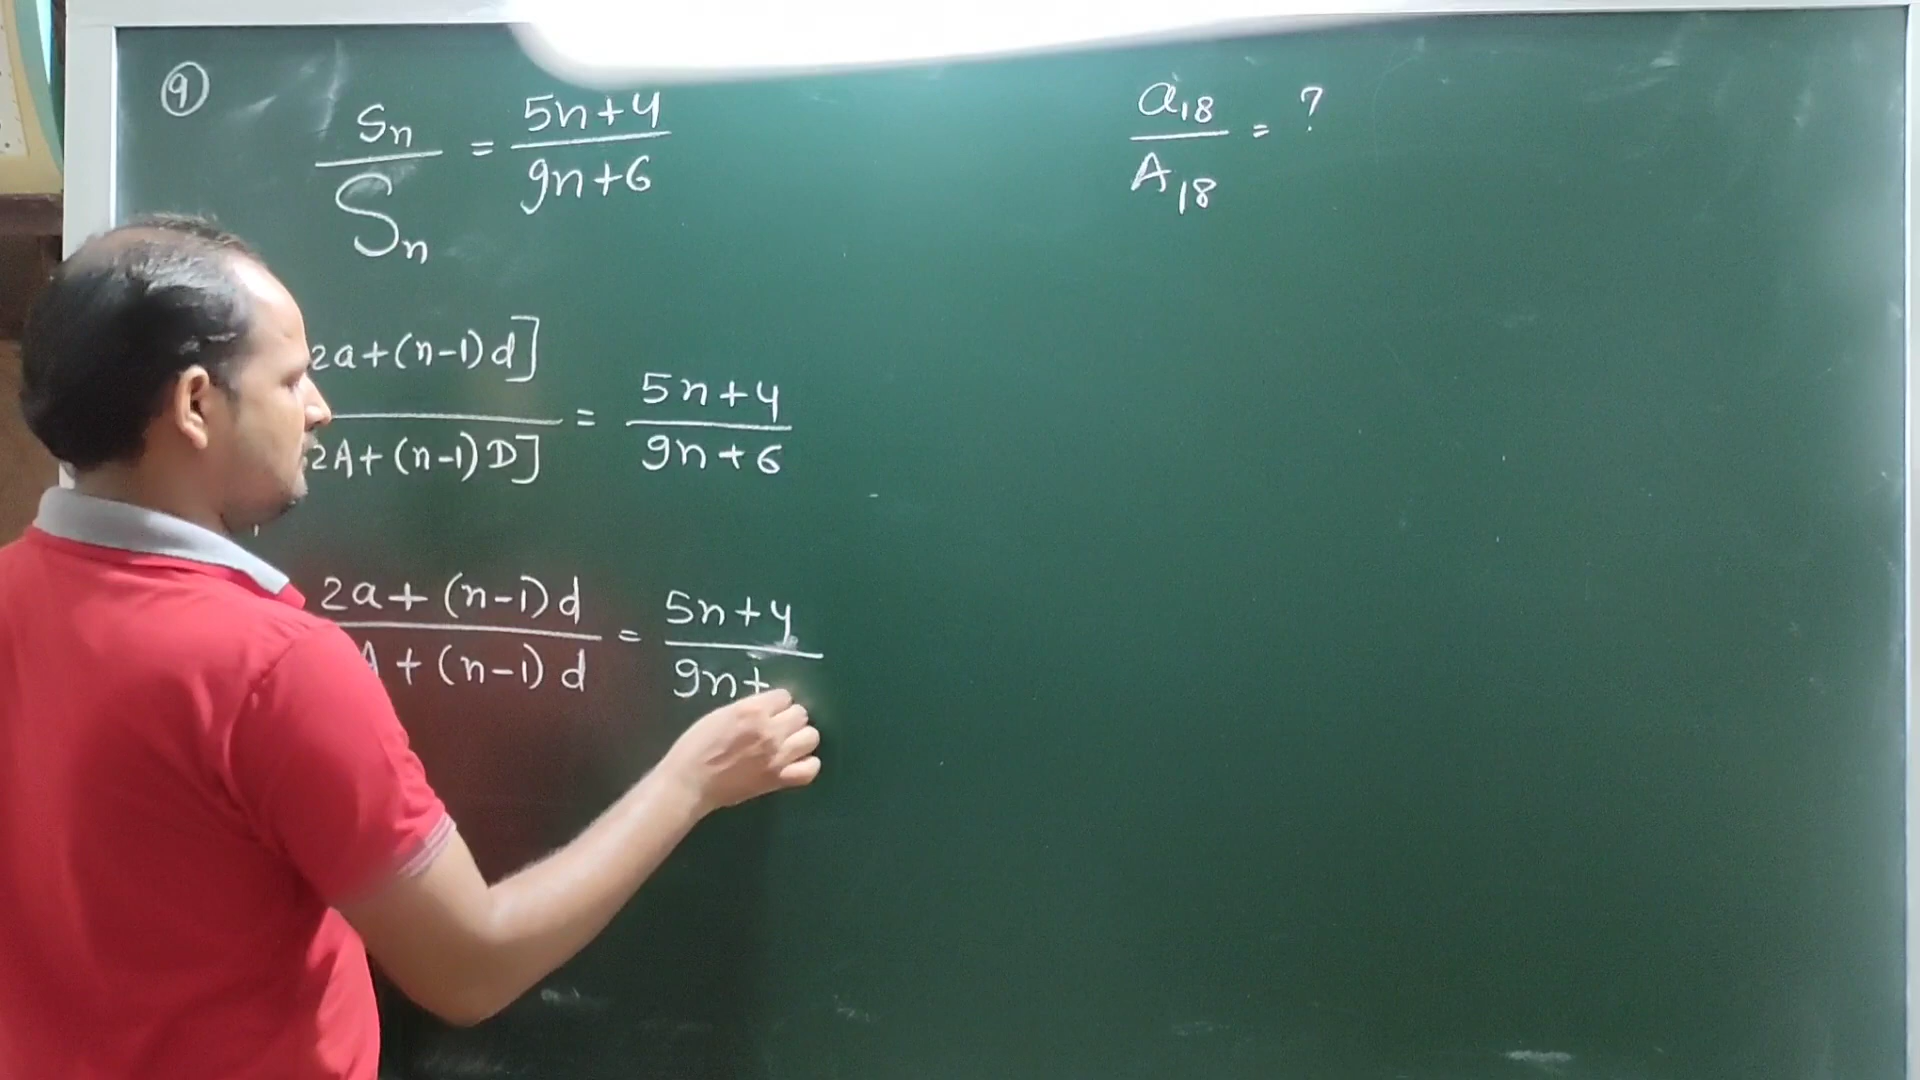 9
Sn / Sn = 5n+4 / 9n+6
a18 / A18 = ?
2a+(n-1)d] / 2A+(n-1)D] = 5n+4 / 9n+6
2a+(n-1)d / A+(n-1)d = 5n+4 / 9n+